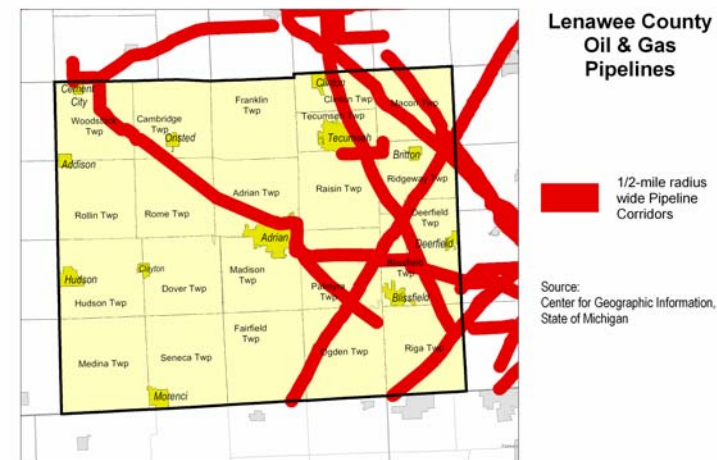 Lenawee County
Oil & Gas
Pipelines
1/2-mile radius
wide Pipeline
Corridors
Source:
Center for Geographic Information,
State of Michigan
Cement
City
Woodstock
Twp
Cambridge
Twp
Onsted
Franklin
Twp
Clinton
Clinton Twp
Macon Twp
Tecumseh Twp
Tecumseh
Britton
Ridgeway Twp
Addison
Rollin Twp
Rome Twp
Adrian Twp
Raisin Twp
Deerfield
Twp
Deerfield
Adrian
Hudson
Clayton
Hudson Twp
Dover Twp
Madison
Twp
Palmyra
Twp
Blissfield
Twp
Blissfield
Medina Twp
Seneca Twp
Fairfield
Twp
Ogden Twp
Riga Twp
Morenci